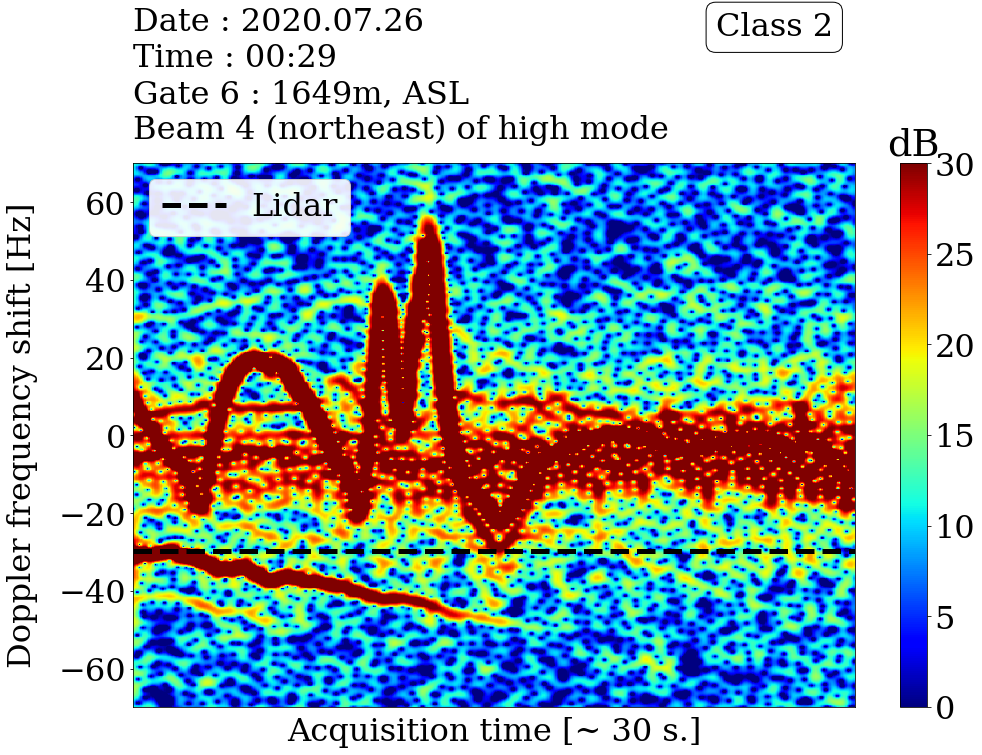 Date : 2020.07.26
Time : 00:29
Gate 6 : 1649m, ASL
Beam 4 (northeast) of high mode
Class 2
dB
Lidar
Doppler frequency shift [Hz]
60
40
20
0
−20
−40
−60
30
25
20
15
10
5
0
Acquisition time [~ 30 s.]